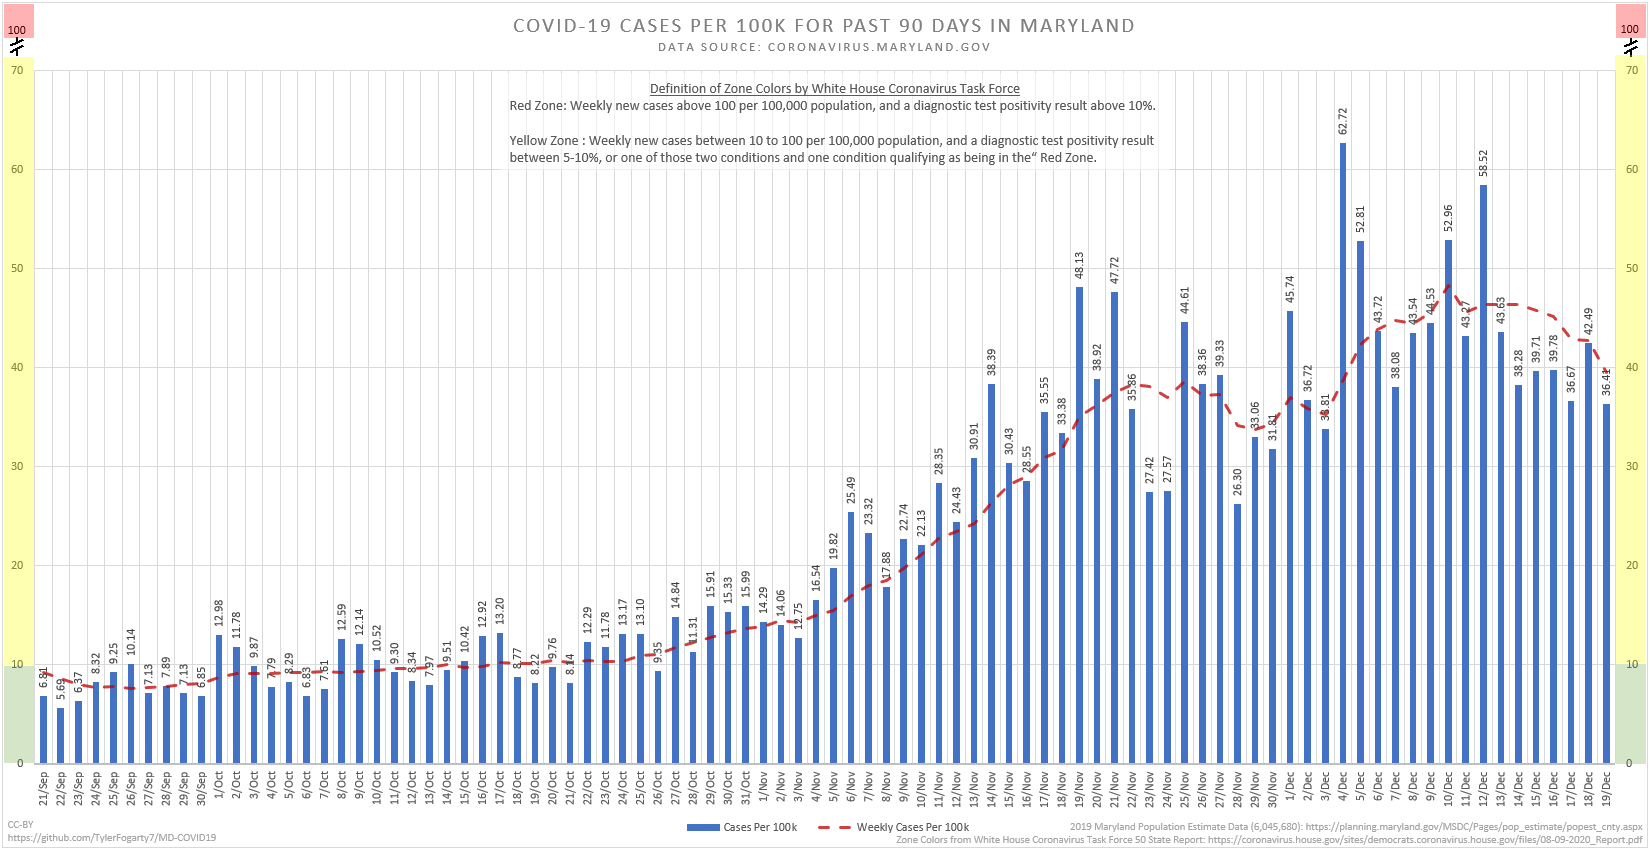 COVID-19 CASES PER 100K FOR PAST 90 DAYS IN MARYLAND
DATA SOURCE: CORONAVIRUS.MARYLAND.GOV
100
100
Definition of Zone Colors by White House Coronavirus Task Force
Red Zone: Weekly new cases above 100 per 100,000 population, and a diagnostic test positivity result above 10%.
Yellow Zone : Weekly new cases between 10 to 100 per 100,000 population, and a diagnostic test positivity result
between 5-10%, or one of those two conditions and one condition qualifying as being in the“ Red Zone.
70 70
60 60
50 50
40 40
30 30
20 20
10 10
0 0
6.81 5.69 6.37 8.32 9.25 10.14 7.13 7.89 7.13 6.85
12.98 11.78 9.87 7.79 8.29 6.83 7.61 12.59 12.14 10.52 9.30 8.34 7.97 9.51 10.42 12.92 13.20 8.77 8.22 9.76 8.14 12.29 11.78 13.17 13.10 9.35 14.84 11.31 15.91 15.33 15.99
14.29 14.06 12.75 16.54 19.82 25.49 23.32 17.88 22.74 22.13 28.35 24.43 30.91 38.39 30.43 28.55 35.55 33.38 48.13 38.92 47.72 35.86 27.42 27.57 44.61 38.36 39.33 26.30 33.06 31.81
45.74 36.72 33.81 62.72 52.81 43.72 38.08 43.54 44.53 52.96 43.27 58.52 43.63 38.28 39.71 39.78 36.67 42.49 36.41
21/Sep 22/Sep 23/Sep 24/Sep 25/Sep 26/Sep 27/Sep 28/Sep 29/Sep 30/Sep 1/Oct 2/Oct 3/Oct 4/Oct 5/Oct 6/Oct 7/Oct 8/Oct 9/Oct 10/Oct 11/Oct 12/Oct 13/Oct 14/Oct 15/Oct 16/Oct 17/Oct 18/Oct 19/Oct 20/Oct 21/Oct 22/Oct 23/Oct 24/Oct 25/Oct 26/Oct 27/Oct 28/Oct 29/Oct 30/Oct 31/Oct 1/Nov 2/Nov 3/Nov 4/Nov 5/Nov 6/Nov 7/Nov 8/Nov 9/Nov 10/Nov 11/Nov 12/Nov 13/Nov 14/Nov 15/Nov 16/Nov 17/Nov 18/Nov 19/Nov 20/Nov 21/Nov 22/Nov 23/Nov 24/Nov 25/Nov 26/Nov 27/Nov 28/Nov 29/Nov 30/Nov 1/Dec 2/Dec 3/Dec 4/Dec 5/Dec 6/Dec 7/Dec 8/Dec 9/Dec 10/Dec 11/Dec 12/Dec 13/Dec 14/Dec 15/Dec 16/Dec 17/Dec 18/Dec 19/Dec
CC-BY
https://github.com/TylerFogarty7/MD-COVID19
Cases Per 100k Weekly Cases Per 100k
2019 Maryland Population Estimate Data (6,045,680): https://planning.maryland.gov/MSDC/Pages/pop_estimate/popest_cnty.aspx
Zone Colors from White House Coronavirus Task Force 50 State Report: https://coronavirus.house.gov/sites/democrats.coronavirus.house.gov/files/08-09-2020_Report.pdf